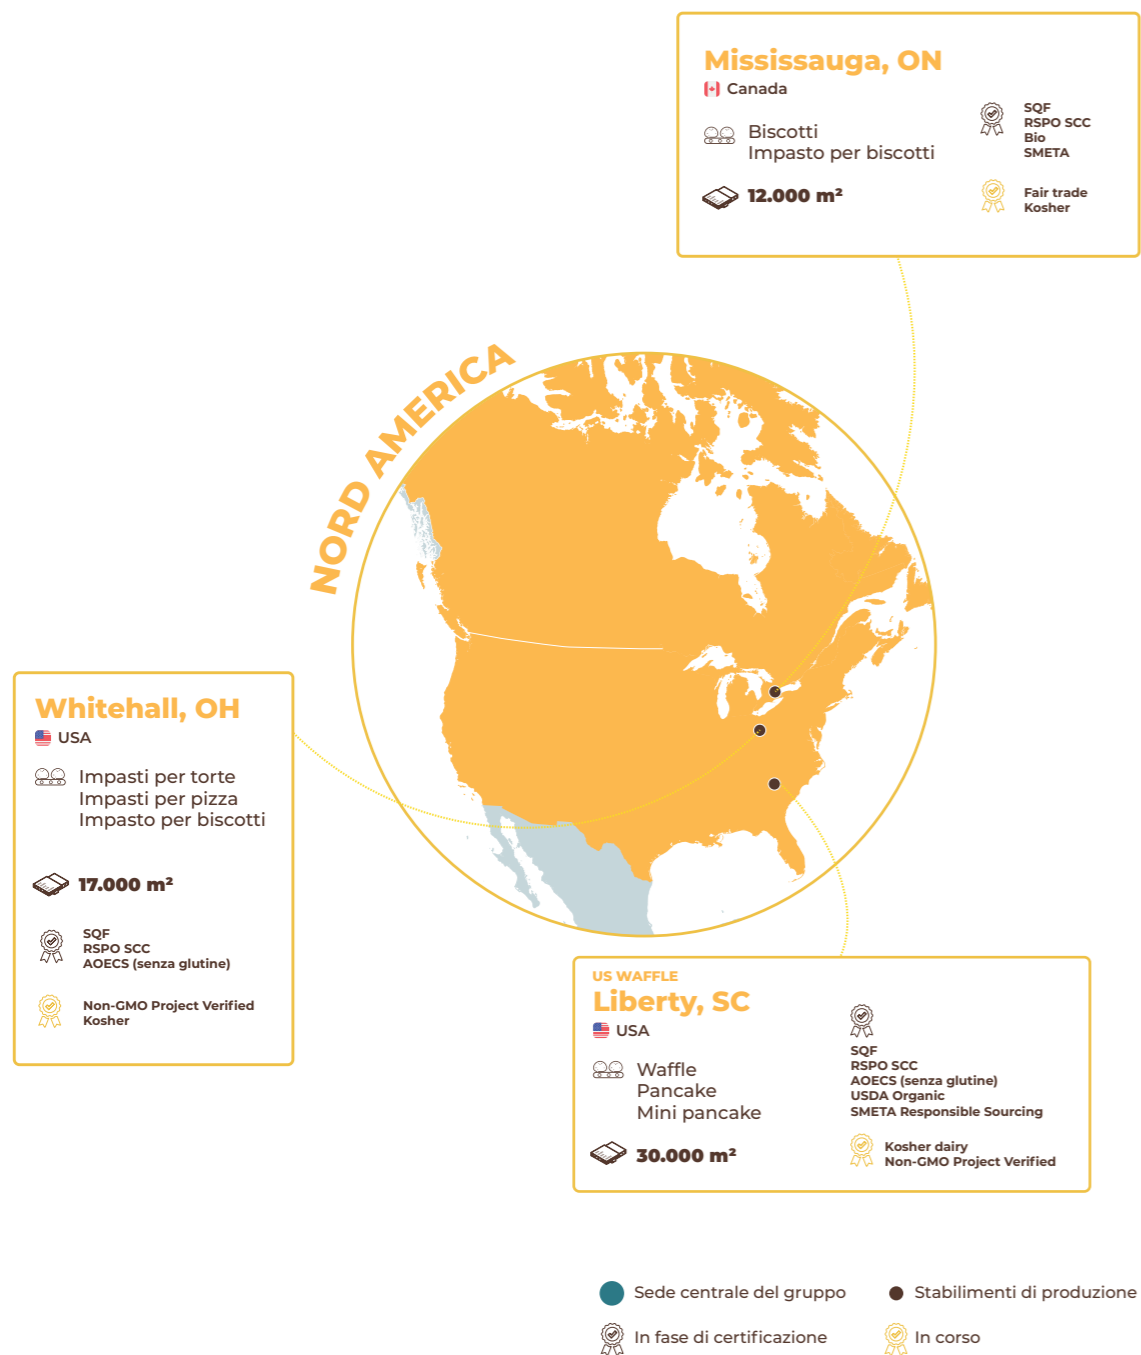 Mississauga, ON
Canada
Biscotti
Impasto per biscotti
12.000 m²
SQF
RSPO SCC
Bio
SMETA
Fair trade
Kosher
NORD AMERICA
Whitehall, OH
USA
Impasti per torte
Impasti per pizza
Impasto per biscotti
17.000 m²
SQF
RSPO SCC
AOECS (senza glutine)
Non-GMO Project Verified
Kosher
US WAFFLE
Liberty, SC
USA
Waffle
Pancake
Mini pancake
30.000 m²
SQF
RSPO SCC
AOECS (senza glutine)
USDA Organic
SMETA Responsible Sourcing
Kosher dairy
Non-GMO Project Verified
Sede centrale del gruppo
Stabilimenti di produzione
In fase di certificazione
In corso